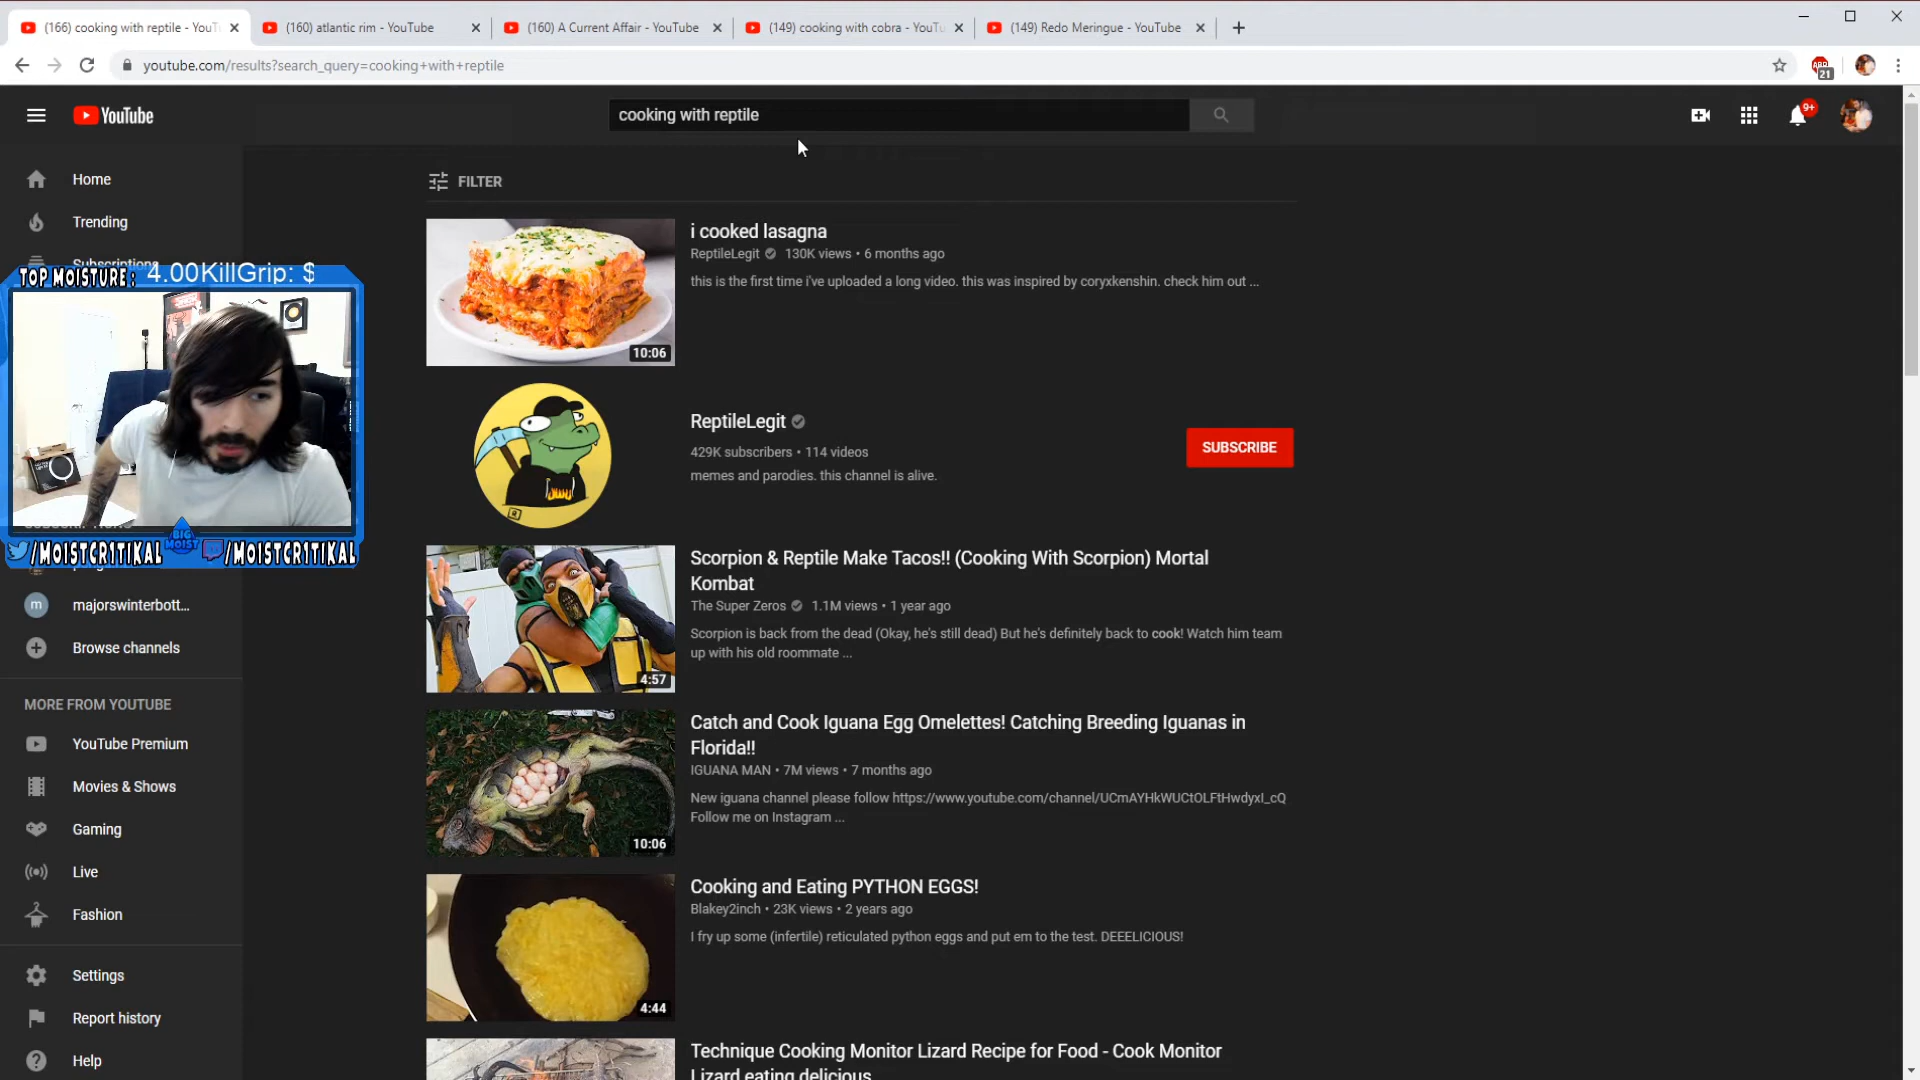 (166) cooking with reptile - YouT
(160) atlantic rim - YouTube
(160) A Current Affair - YouTube
(149) cooking with cobra - YouTu
(149) Redo Meringue - YouTube
youtube.com/results?search_query=cooking+with+reptile
ABP
21
YouTube
cooking with reptile
9+
Home
Trending
Subscriptions
FILTER
i cooked lasagna
ReptileLegit 130K views • 6 months ago
this is the first time i've uploaded a long video. this was inspired by coryxkenshin. check him out ...
10:06
TOP MOISTURE: 4.00KillGrip: $
BIG MOIST
/MOISTCR1TIKAL
/MOISTCR1TIKAL
ReptileLegit
429K subscribers • 114 videos
memes and parodies. this channel is alive.
SUBSCRIBE
Scorpion & Reptile Make Tacos!! (Cooking With Scorpion) Mortal
Kombat
The Super Zeros 1.1M views • 1 year ago
Scorpion is back from the dead (Okay, he's still dead) But he's definitely back to cook! Watch him team
up with his old roommate ...
4:57
m
majorswinterbott...
Browse channels
MORE FROM YOUTUBE
YouTube Premium
Movies & Shows
Gaming
Live
Fashion
Settings
Report history
Help
Catch and Cook Iguana Egg Omelettes! Catching Breeding Iguanas in
Florida!!
IGUANA MAN • 7M views • 7 months ago
New iguana channel please follow https://www.youtube.com/channel/UCmAYHkWUCtOLFtHwdyxI_cQ
Follow me on Instagram ...
10:06
Cooking and Eating PYTHON EGGS!
Blakey2inch • 23K views • 2 years ago
I fry up some (infertile) reticulated python eggs and put em to the test. DEEELICIOUS!
4:44
Technique Cooking Monitor Lizard Recipe for Food - Cook Monitor
Lizard eating delicious